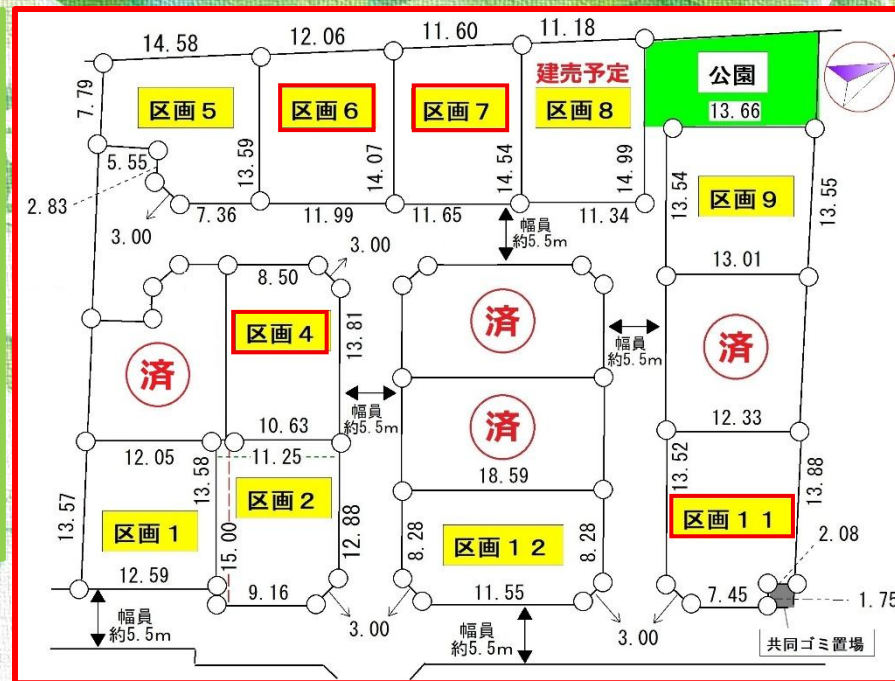 14.58
12.06
11.60
11.18
建売予定
公園
13.66
7.79
区画5
区画6
区画7
区画8
5.55
13.59
14.07
14.54
14.99
13.54
区画9
13.55
2.83
7.36
11.99
11.65
11.34
3.00
幅員
約5.5m
8.50
3.00
13.01
済
区画4
13.81
済
幅員
約5.5m
済
幅員
約5.5m
済
10.63
12.33
12.05
13.58
11.25
18.59
13.52
13.88
13.57
区画1
15.00
区画2
12.88
8.28
区画12
8.28
区画11
2.08
12.59
9.16
11.55
7.45
1.75
幅員
約5.5m
3.00
幅員
約5.5m
3.00
共同ゴミ置場